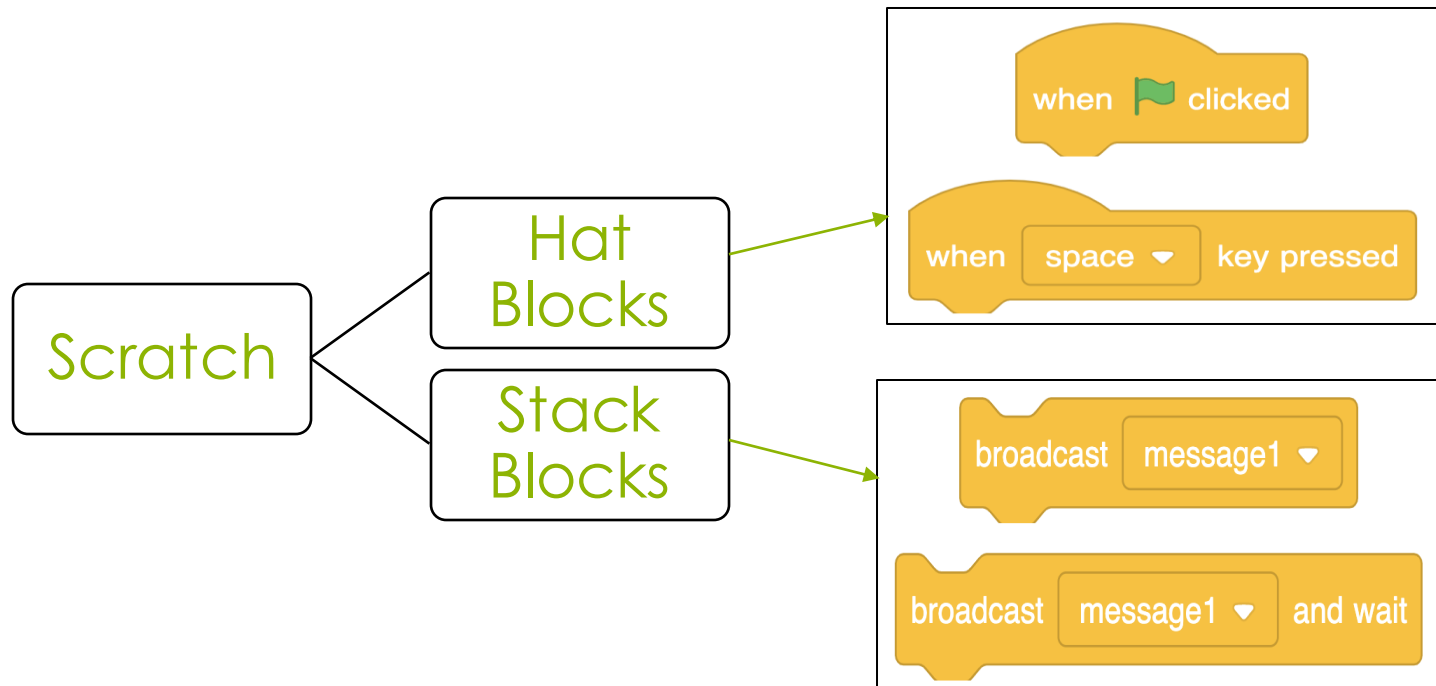 Scratch
Hat
Blocks
when clicked
when space key pressed
Stack
Blocks
broadcast message1
broadcast message1 and wait